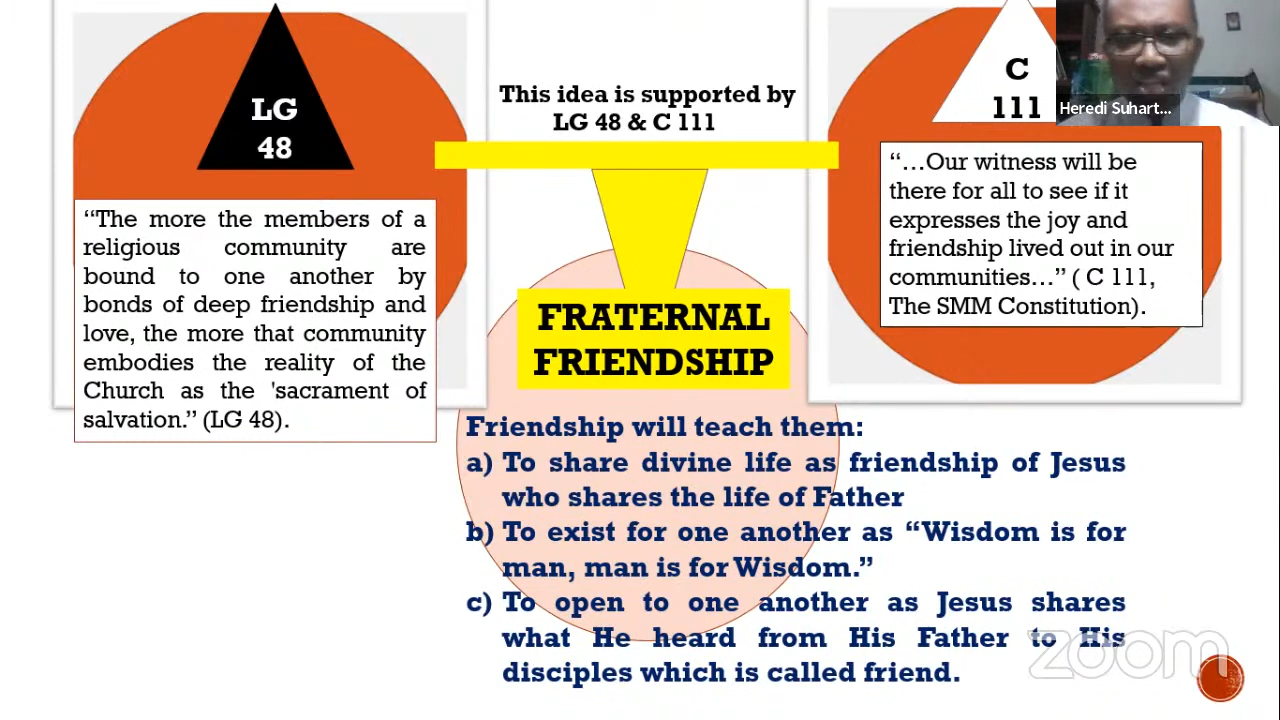 LG
48
"The more the members of a
religious community are
bound to one another by
bonds of deep friendship and
love, the more that community
embodies the reality of the
Church as the 'sacrament of
salvation." (LG 48).
This idea is supported by
LG 48 & C 111
C
111
Heredi Suhart...
"...Our witness will be
there for all to see if it
expresses the joy and
friendship lived out in our
communities..." ( C 111,
The SMM Constitution).
FRATERNAL
FRIENDSHIP
Friendship will teach them:
a) To share divine life as friendship of Jesus
who shares the life of Father
b) To exist for one another as "Wisdom is for
man, man is for Wisdom."
c) To open to one another as Jesus shares
what He heard from His Father to His
disciples which is called friend.
zoom